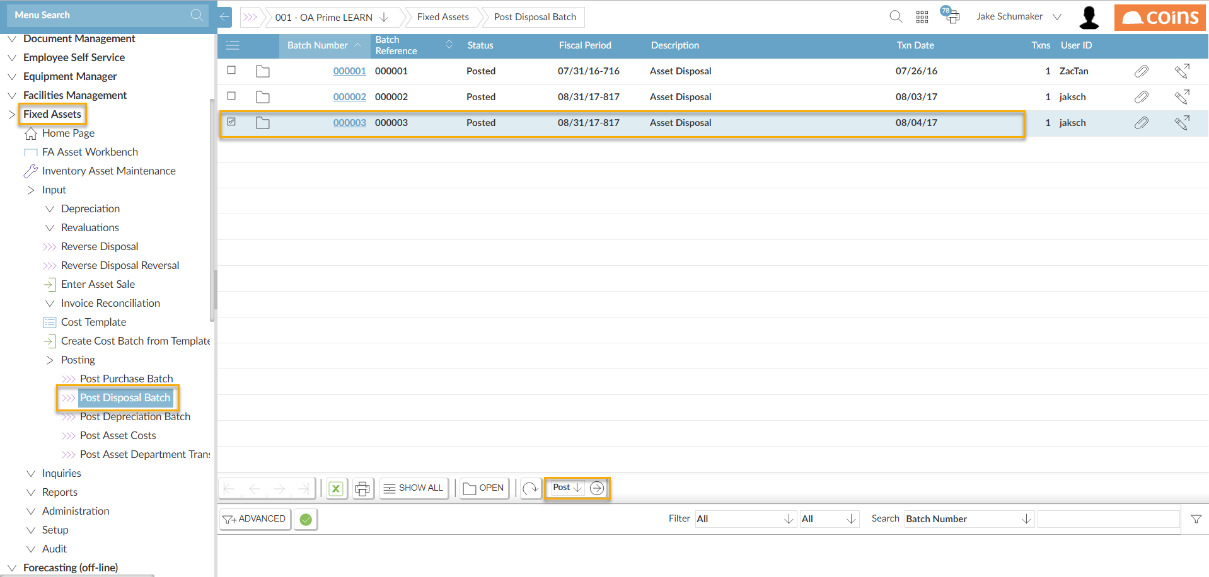 Menu Search
Document Management
Employee Self Service
Equipment Manager
Facilities Management
Fixed Assets
Home Page
FA Asset Workbench
Inventory Asset Maintenance
Input
Depreciation
Revaluations
Reverse Disposal
Reverse Disposal Reversal
Enter Asset Sale
Invoice Reconciliation
Cost Template
Create Cost Batch from Template
Posting
Post Purchase Batch
Post Disposal Batch
Post Depreciation Batch
Post Asset Costs
Post Asset Department Trans
Inquiries
Reports
Administration
Setup
Audit
Forecasting (off-line)
001 - OA Prime LEARN Fixed Assets Post Disposal Batch 78 Jake Schumaker coins
Batch Number Batch Reference Status Fiscal Period Description Txn Date Txns User ID
000001 000001 Posted 07/31/16-716 Asset Disposal 07/26/16 1 ZacTan
000002 000002 Posted 08/31/17-817 Asset Disposal 08/03/17 1 jaksch
000003 000003 Posted 08/31/17-817 Asset Disposal 08/04/17 1 jaksch
SHOW ALL OPEN Post
ADVANCED Filter All All Search Batch Number